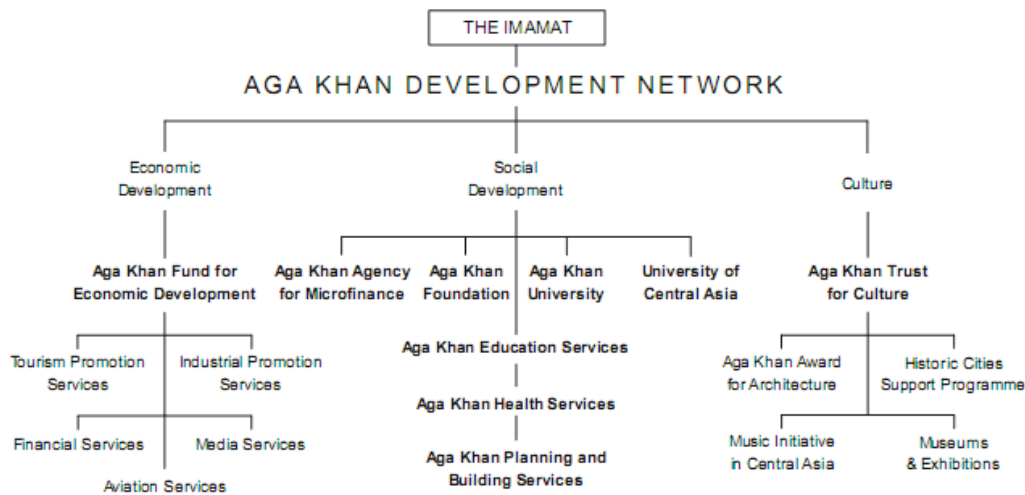 THE IMAMAT
AGA KHAN DEVELOPMENT NETWORK
Economic
Development
Social
Development
Culture
Aga Khan Fund for
Economic Development
Aga Khan Agency
for Microfinance
Aga Khan
Foundation
Aga Khan
University
University of
Central Asia
Aga Khan Trust
for Culture
Tourism Promotion
Services
Industrial Promotion
Services
Financial Services
Media Services
Aviation Services
Aga Khan Education Services
Aga Khan Health Services
Aga Khan Planning and
Building Services
Aga Khan Award
for Architecture
Historic Cities
Support Programme
Music Initiative
in Central Asia
Museums
& Exhibitions